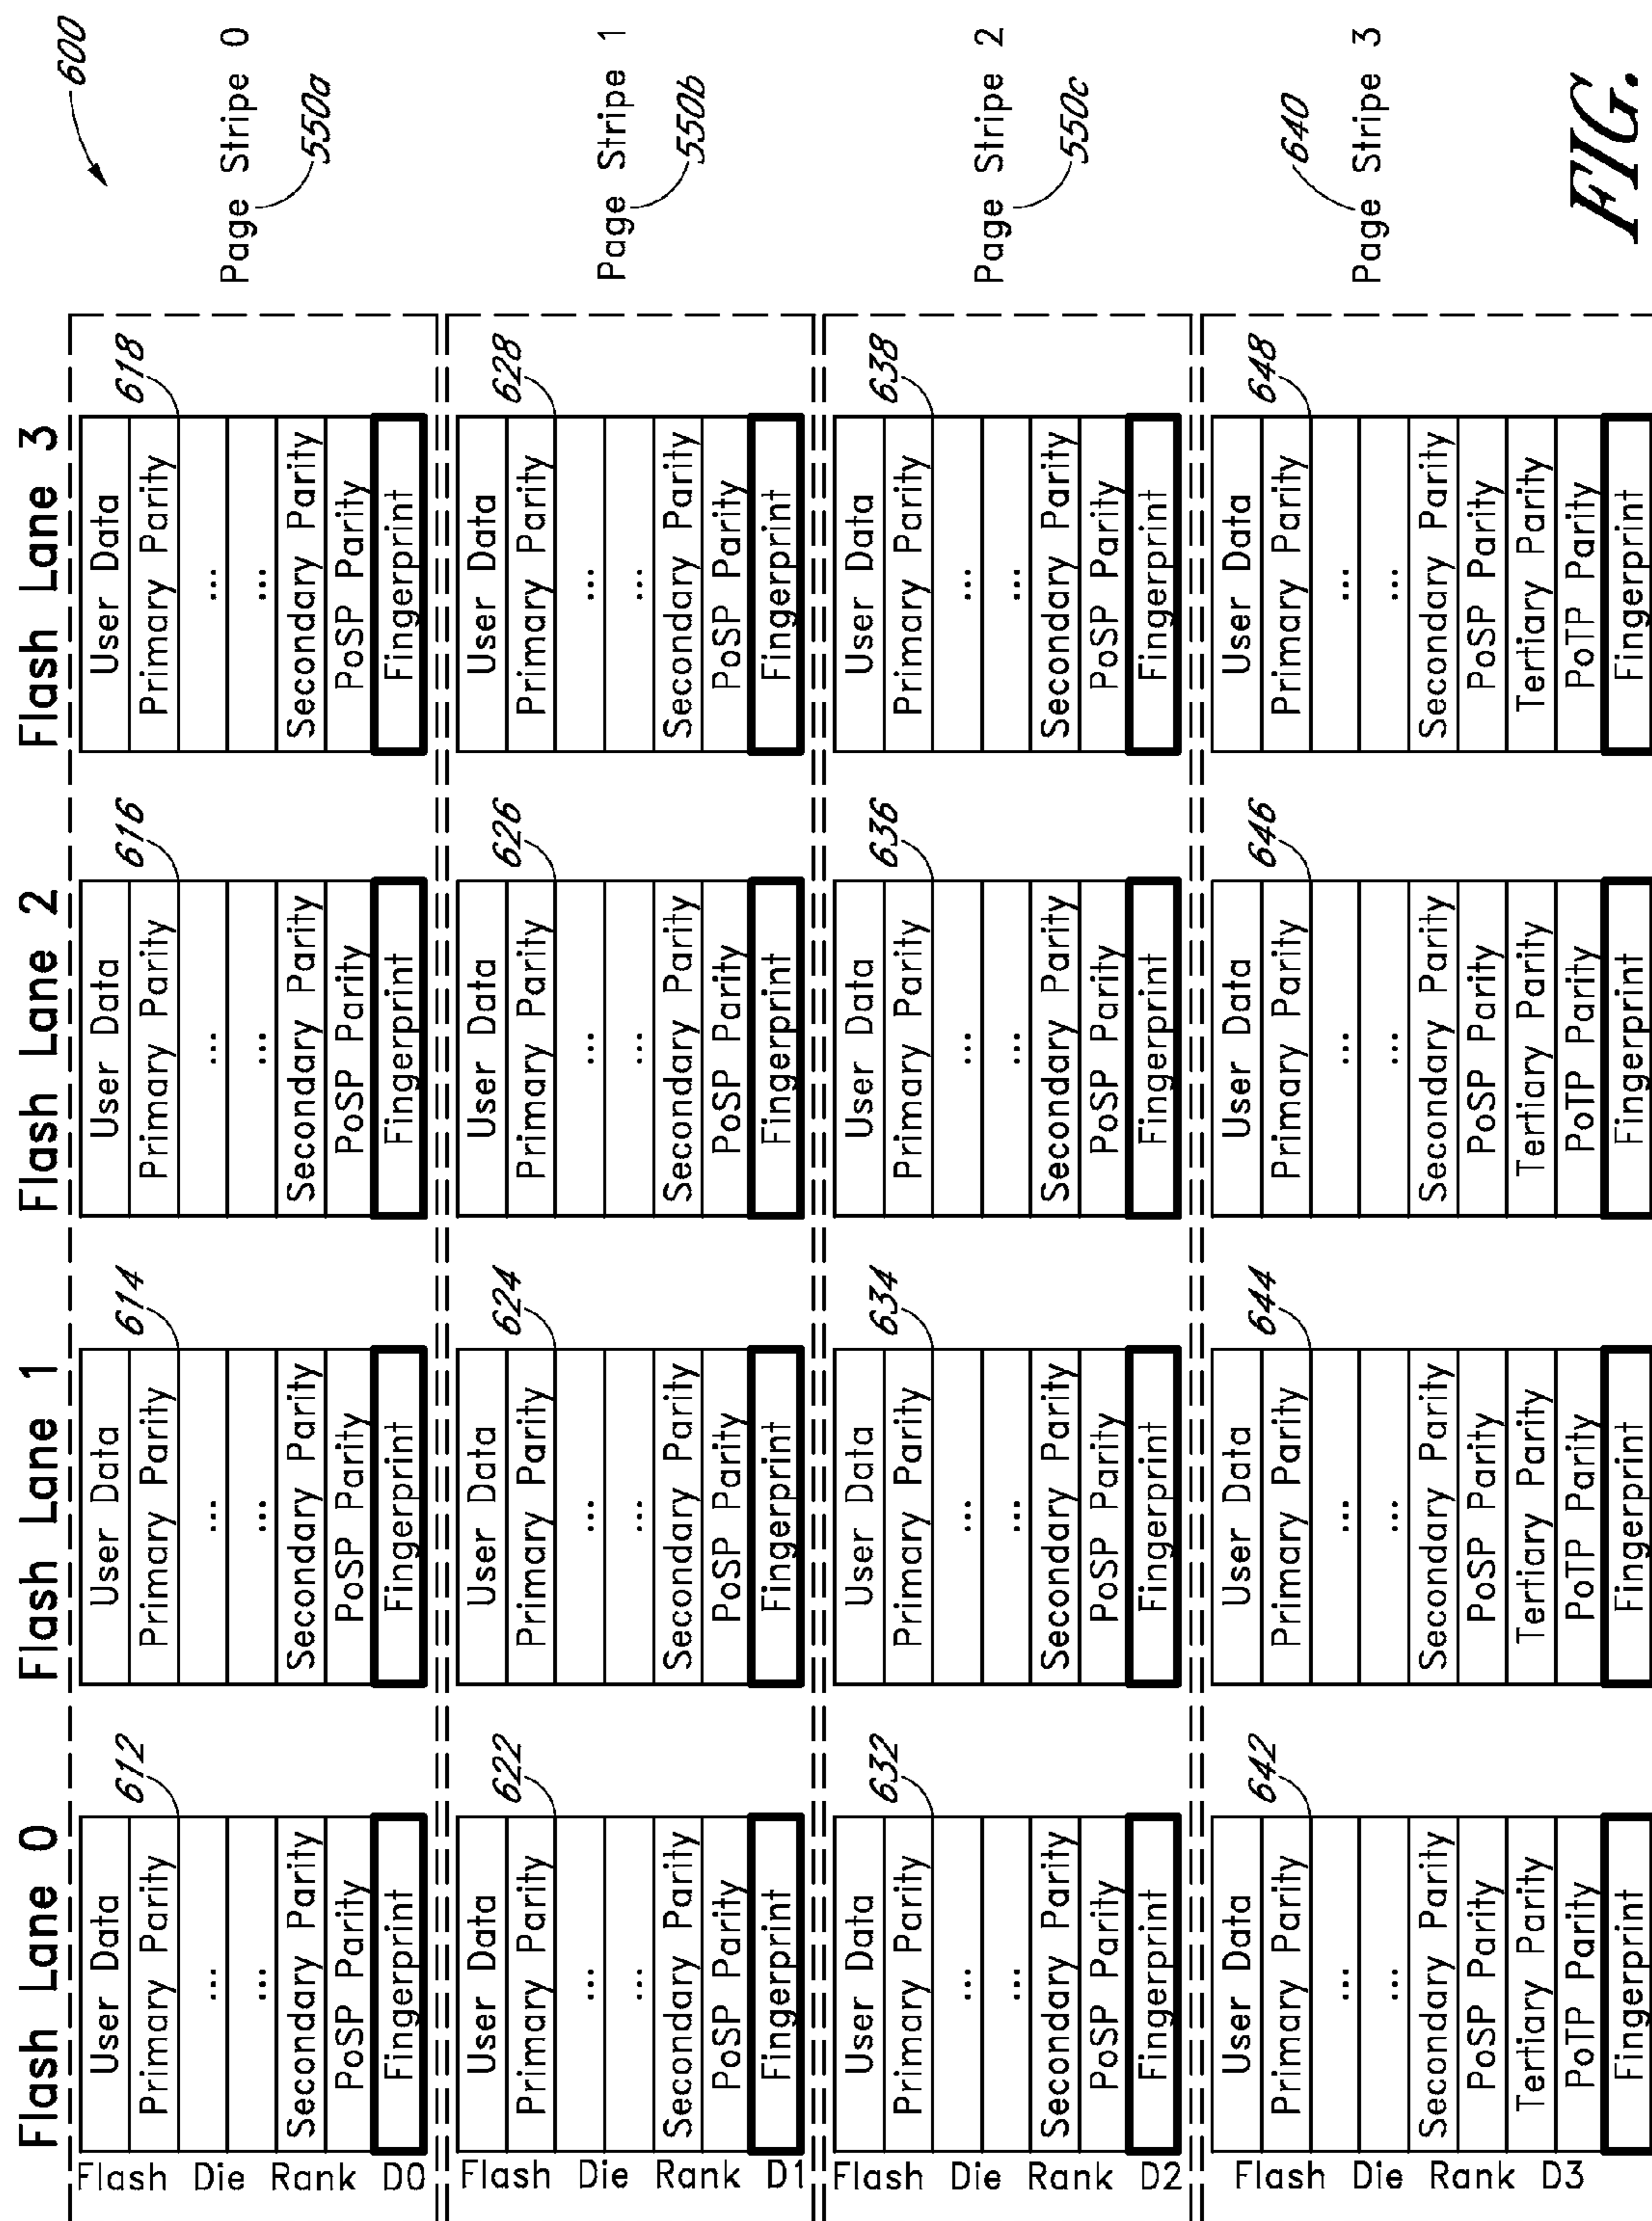 600
Flash Lane 0 Flash Lane 1 Flash Lane 2 Flash Lane 3
User Data User Data User Data User Data
Primary Parity 612 Primary Parity 614 Primary Parity 616 Primary Parity 618
... ... ... ...
... ... ... ...
Secondary Parity Secondary Parity Secondary Parity Secondary Parity
PoSP Parity PoSP Parity PoSP Parity PoSP Parity
Fingerprint Fingerprint Fingerprint Fingerprint
Flash Die Rank D0
Page Stripe 0
550a
User Data User Data User Data User Data
Primary Parity 622 Primary Parity 624 Primary Parity 626 Primary Parity 628
... ... ... ...
... ... ... ...
Secondary Parity Secondary Parity Secondary Parity Secondary Parity
PoSP Parity PoSP Parity PoSP Parity PoSP Parity
Fingerprint Fingerprint Fingerprint Fingerprint
Flash Die Rank D1
Page Stripe 1
550b
User Data User Data User Data User Data
Primary Parity 632 Primary Parity 634 Primary Parity 636 Primary Parity 638
... ... ... ...
... ... ... ...
Secondary Parity Secondary Parity Secondary Parity Secondary Parity
PoSP Parity PoSP Parity PoSP Parity PoSP Parity
Fingerprint Fingerprint Fingerprint Fingerprint
Flash Die Rank D2
Page Stripe 2
550c
User Data User Data User Data User Data
Primary Parity 642 Primary Parity 644 Primary Parity 646 Primary Parity 648
... ... ... ...
... ... ... ...
Secondary Parity Secondary Parity Secondary Parity Secondary Parity
PoSP Parity PoSP Parity PoSP Parity PoSP Parity
Tertiary Parity Tertiary Parity Tertiary Parity Tertiary Parity
PoTP Parity PoTP Parity PoTP Parity PoTP Parity
Fingerprint Fingerprint Fingerprint Fingerprint
Flash Die Rank D3
640
Page Stripe 3
FIG.